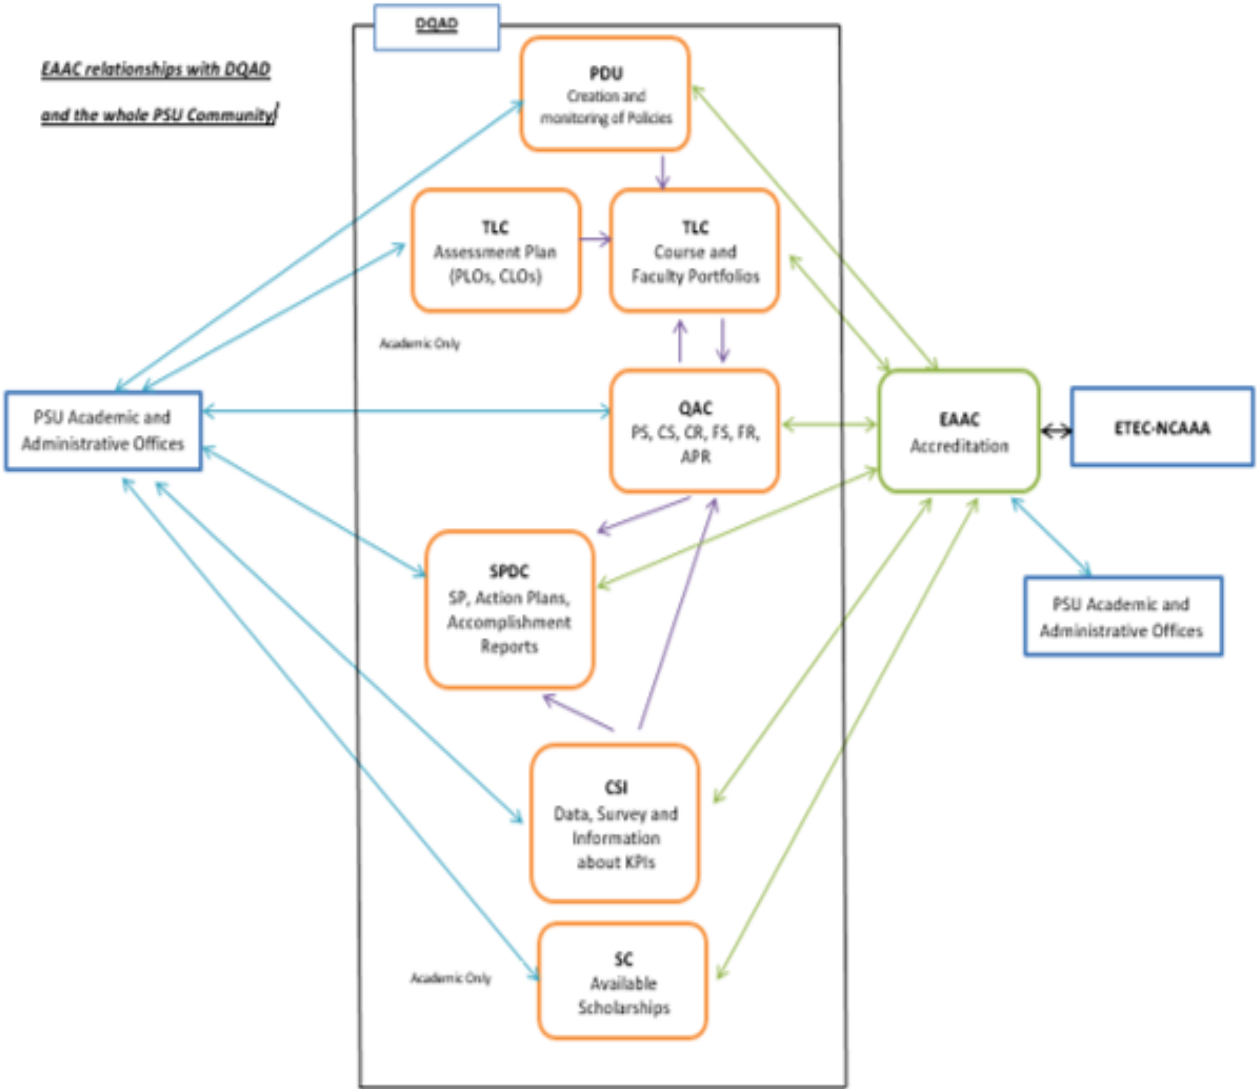 DQAD
EAAC relationships with DQAD
and the whole PSU Community
PDU
Creation and
monitoring of Policies
TLC
Assessment Plan
(PLOs, CLOs)
TLC
Course and
Faculty Portfolios
Academic Only
PSU Academic and
Administrative Offices
QAC
PS, CS, CR, FS, FR,
APR
EAAC
Accreditation
ETEC-NCAAA
SPDC
SP, Action Plans,
Accomplishment
Reports
PSU Academic and
Administrative Offices
CSI
Data, Survey and
Information
about KPIs
SC
Available
Scholarships
Academic Only